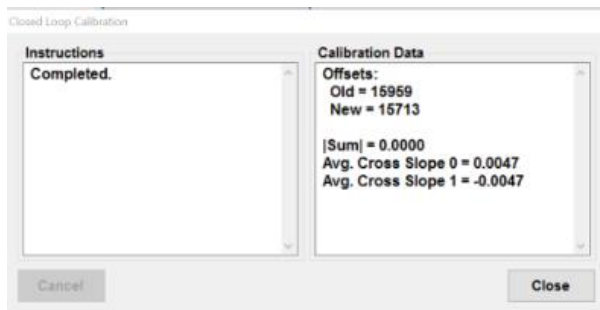 Closed Loop Calibration
Instructions
Completed.
Calibration Data
Offsets:
Old = 15959
New = 15713
|Sum| = 0.0000
Avg. Cross Slope 0 = 0.0047
Avg. Cross Slope 1 = -0.0047
Cancel
Close